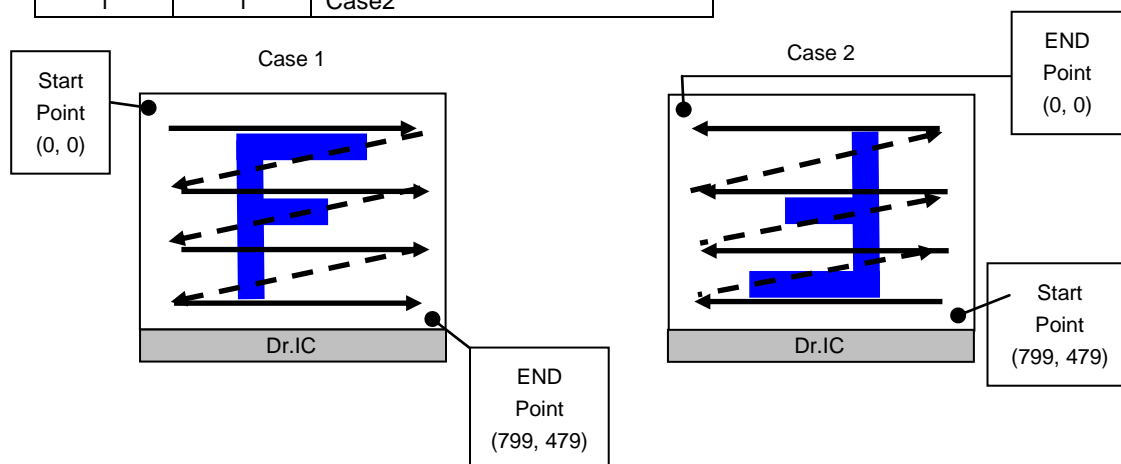 1 1 Case2
Case 1
Start
Point
(0, 0)
Dr.IC
END
Point
(799, 479)
Case 2
END
Point
(0, 0)
Dr.IC
Start
Point
(799, 479)